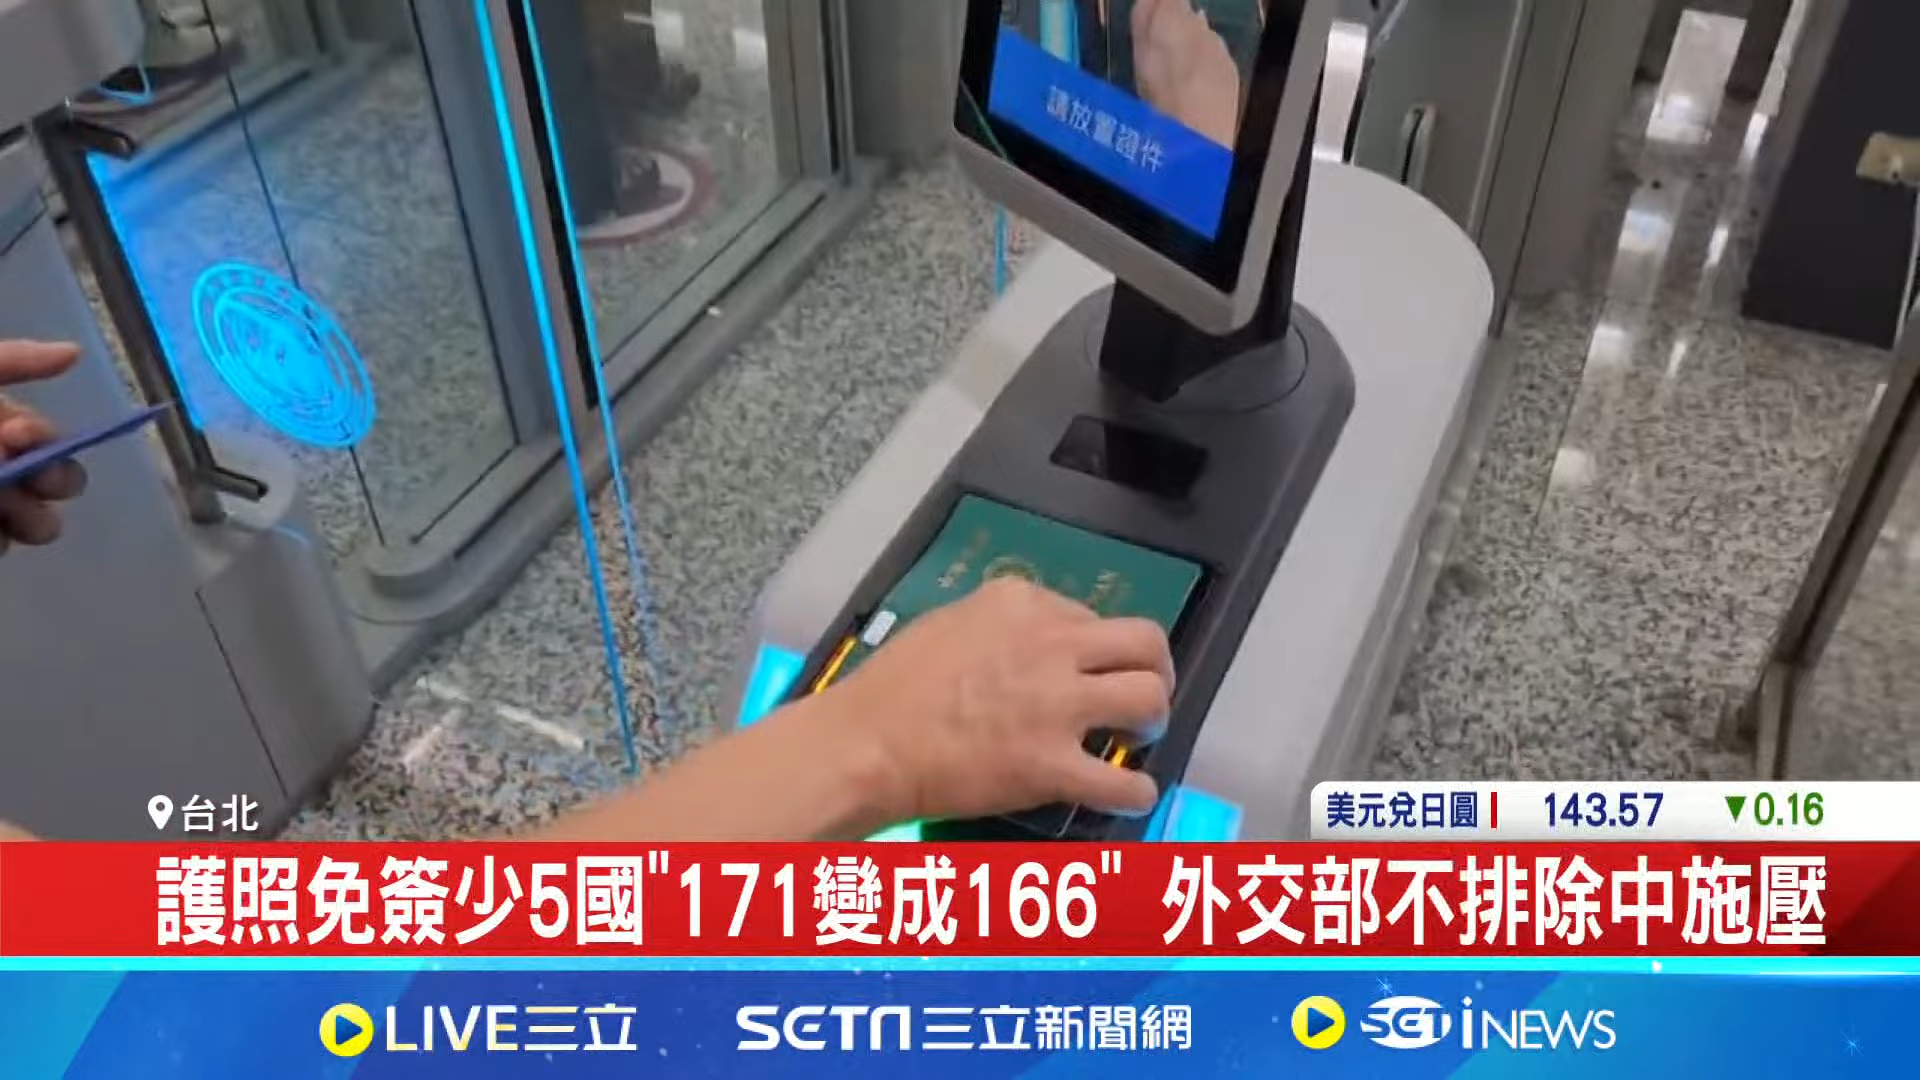 請放置證件
台北
美元兌日圓 143.57 ▼0.16
護照免簽少5國"171變成166" 外交部不排除中施壓
LIVE三立 SETN三立新聞網 SET iNEWS